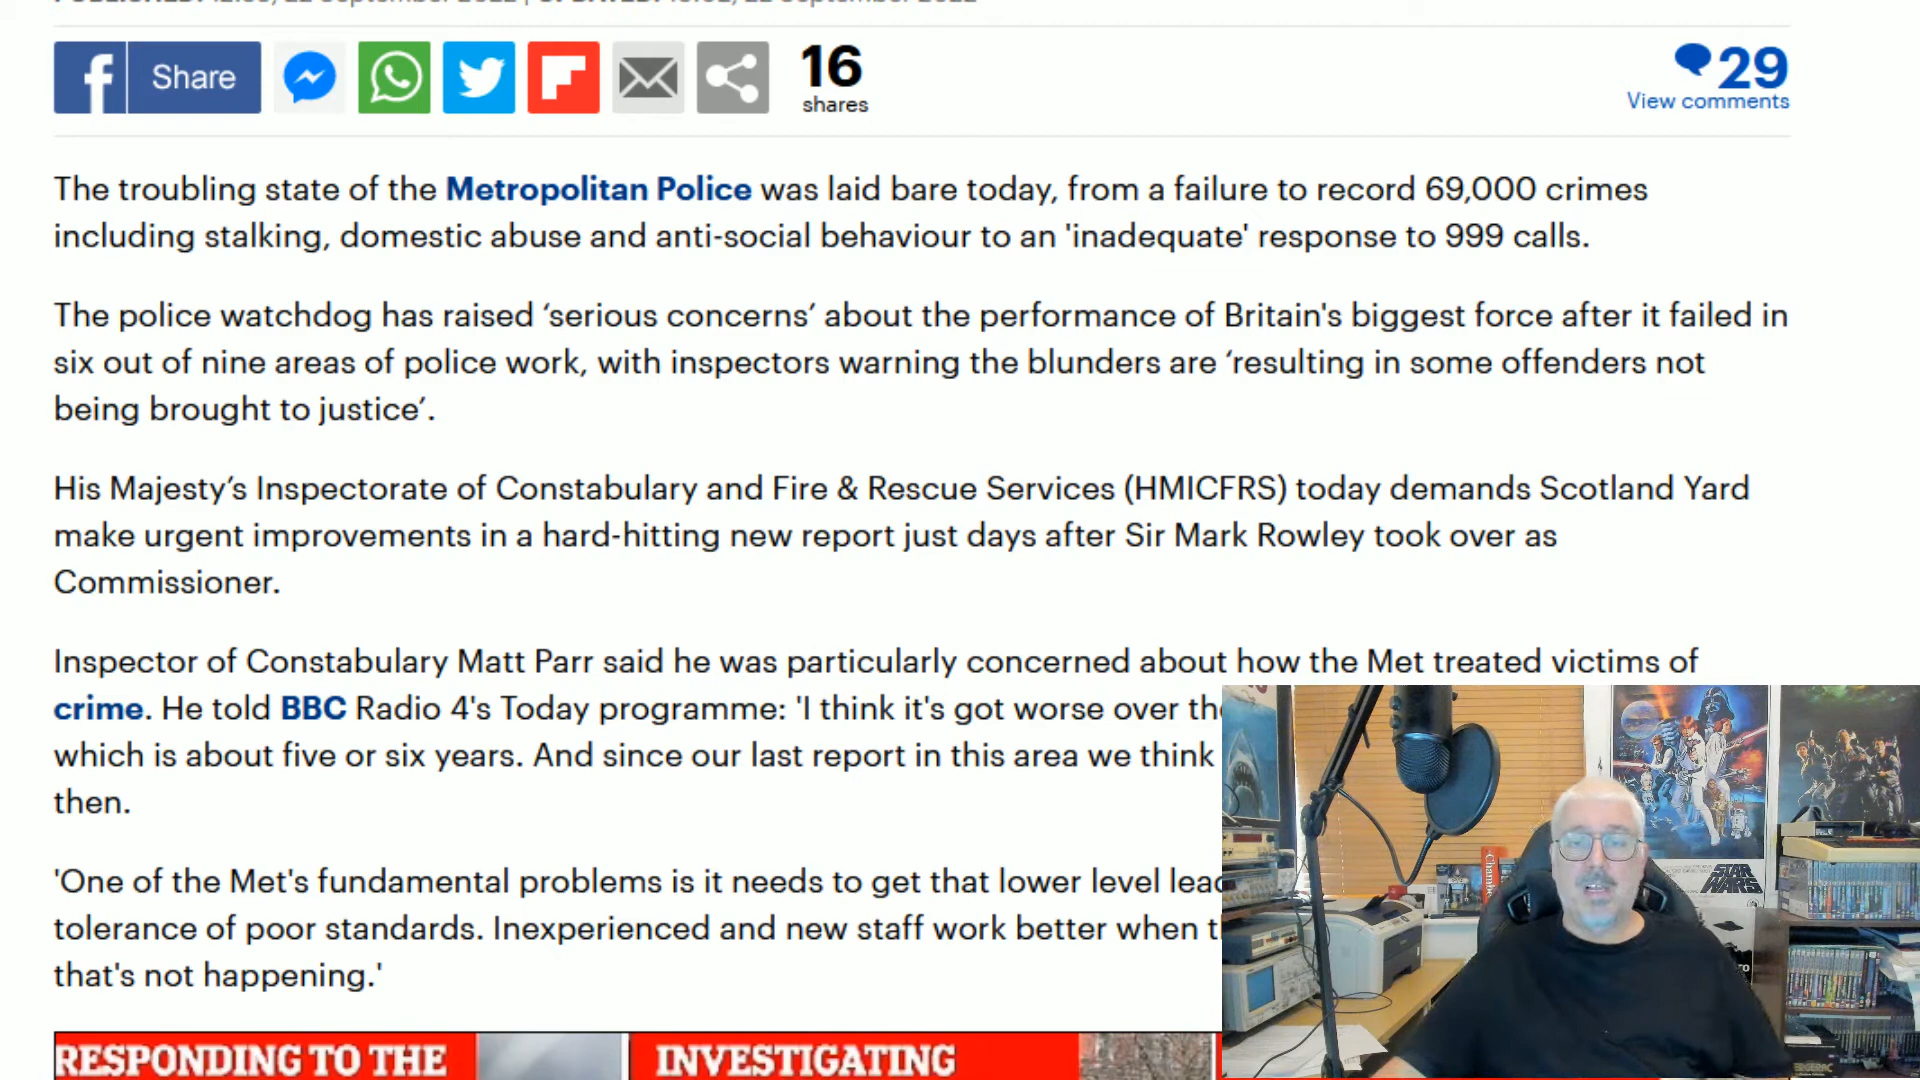 Share
16
shares
29
View comments
The troubling state of the Metropolitan Police was laid bare today, from a failure to record 69,000 crimes
including stalking, domestic abuse and anti-social behaviour to an 'inadequate' response to 999 calls.
The police watchdog has raised ‘serious concerns’ about the performance of Britain's biggest force after it failed in
six out of nine areas of police work, with inspectors warning the blunders are ‘resulting in some offenders not
being brought to justice’.
His Majesty’s Inspectorate of Constabulary and Fire & Rescue Services (HMICFRS) today demands Scotland Yard
make urgent improvements in a hard-hitting new report just days after Sir Mark Rowley took over as
Commissioner.
Inspector of Constabulary Matt Parr said he was particularly concerned about how the Met treated victims of
crime. He told BBC Radio 4's Today programme: 'I think it's got worse over
which is about five or six years. And since our last report in this area we think
then.
'One of the Met's fundamental problems is it needs to get that lower level
tolerance of poor standards. Inexperienced and new staff work better when
that's not happening.'
RESPONDING TO THE
INVESTIGATING
STAR
WARS